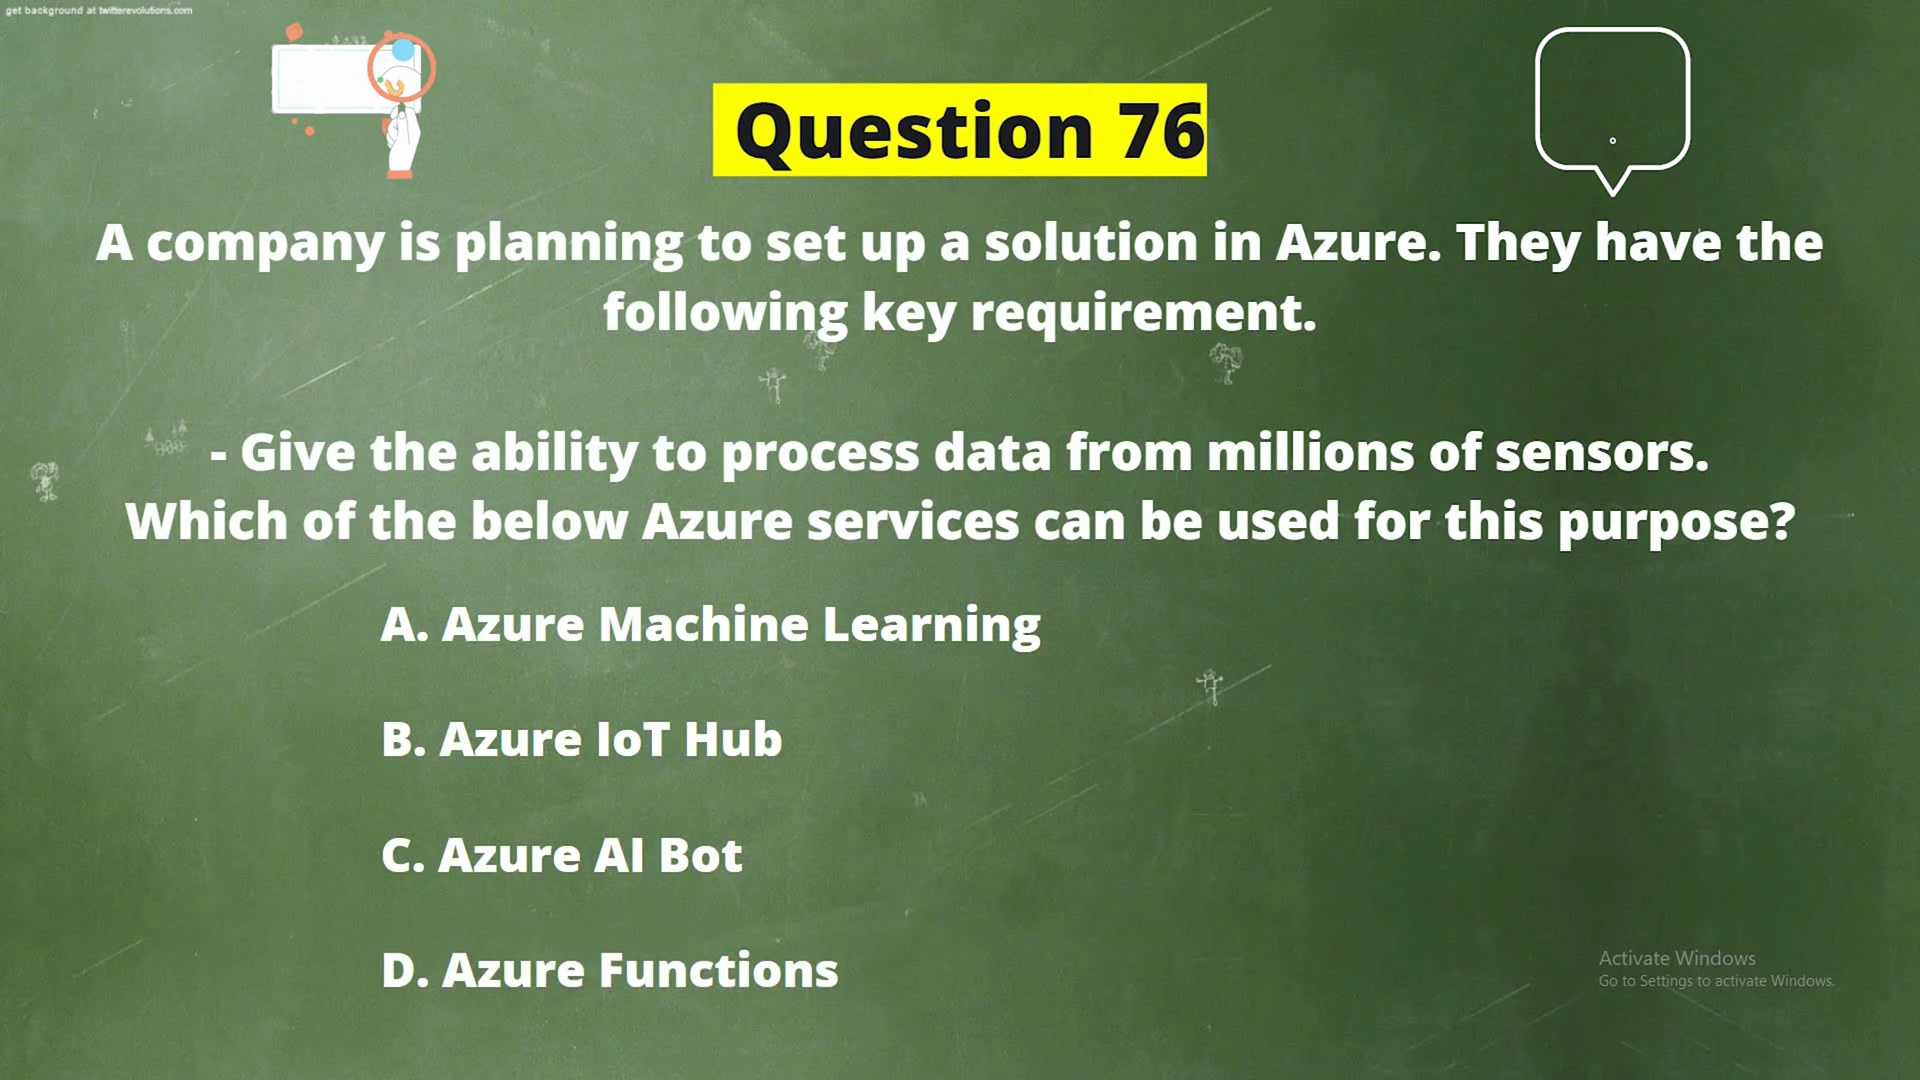 get background at twitterevolutions.com
Question 76
A company is planning to set up a solution in Azure. They have the
following key requirement.
- Give the ability to process data from millions of sensors.
Which of the below Azure services can be used for this purpose?
A. Azure Machine Learning
B. Azure IoT Hub
C. Azure AI Bot
D. Azure Functions
Activate Windows
Go to Settings to activate Windows.